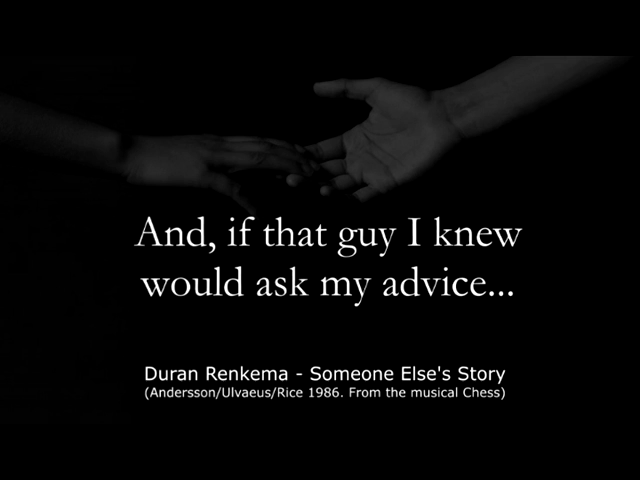 And, if that guy I knew
would ask my advice...
Duran Renkema - Someone Else's Story
(Andersson/Ulvaeus/Rice 1986. From the musical Chess)